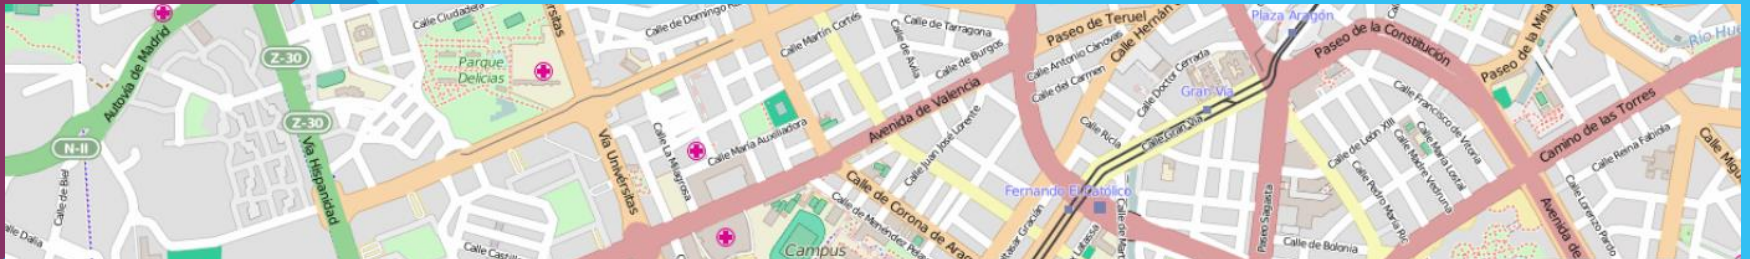 Calle Ciudadela
Calle de Domingo
Calle Martín Cortés
Calle de Tarragona
Paseo de Teruel
Plaza Aragón
Paseo de la Constitución
Paseo de la Mina
Autovía de Madrid
Z-30
Parque
Delicias
Calle de Ávila
Calle de Burgos
Calle Antonio Cánovas
Calle Hernán
Calle del Carmen
Calle Doctor Cerrada
Gran Vía
Calle Francisco de Vitoria
Camino de las Torres
N-II
Z-30
Vía Hispanidad
Vía Universitas
Calle La Milagrosa
Calle María Auxiliadora
Avenida de Valencia
Calle Juan José Lorente
Calle Ricla
Calle Gran Vía
Calle de León XIII
Calle María Lostal
Calle Madre Vedruna
Calle Pedro María Ric
Calle Reina Fabiola
Calle de Biel
Calle Dalia
Calle de Corona de
Calle de Menéndez
Campus
Fernando El Católico
Paseo Sagasta
Calle de Bolonia
Calle Lorenzo Pardo
Avenida de